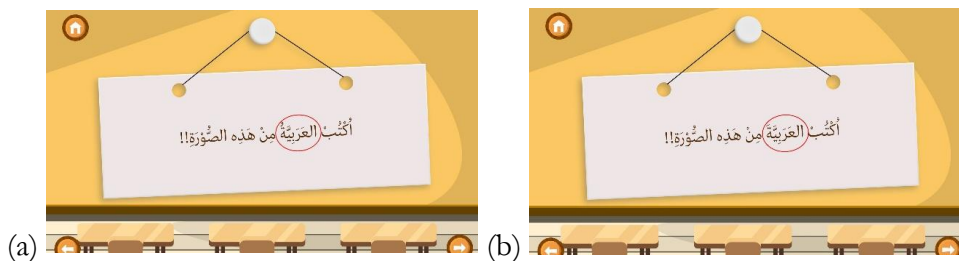 (a)
أُكْتُبْ العَرَبِيَّةُ مِنْ هَذِه الصُّوْرَةِ!!
(b)
أُكْتُبْ العَرَبِيَّةَ مِنْ هَذِه الصُّوْرَةِ!!